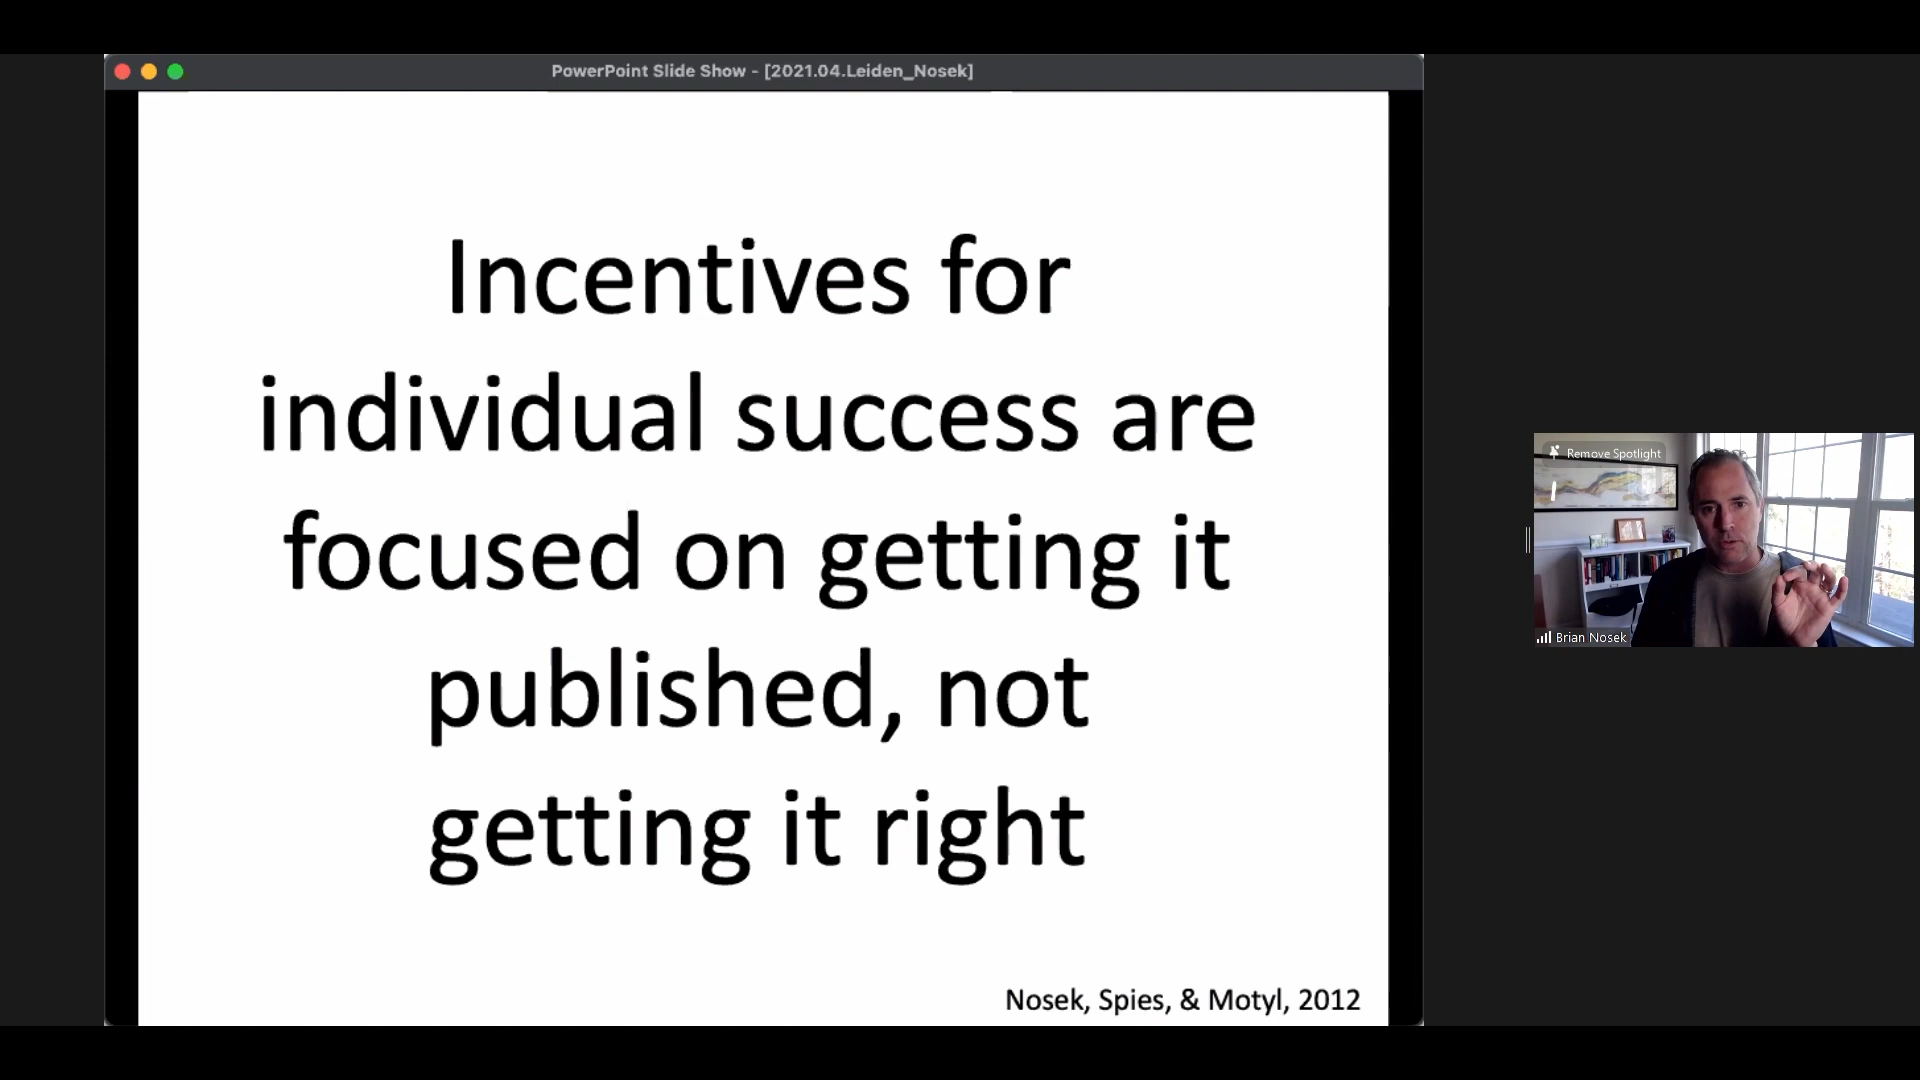 PowerPoint Slide Show - [2021.04.Leiden_Nosek]
Incentives for
individual success are
focused on getting it
published, not
getting it right
Nosek, Spies, & Motyl, 2012
Remove Spotlight
Brian Nosek